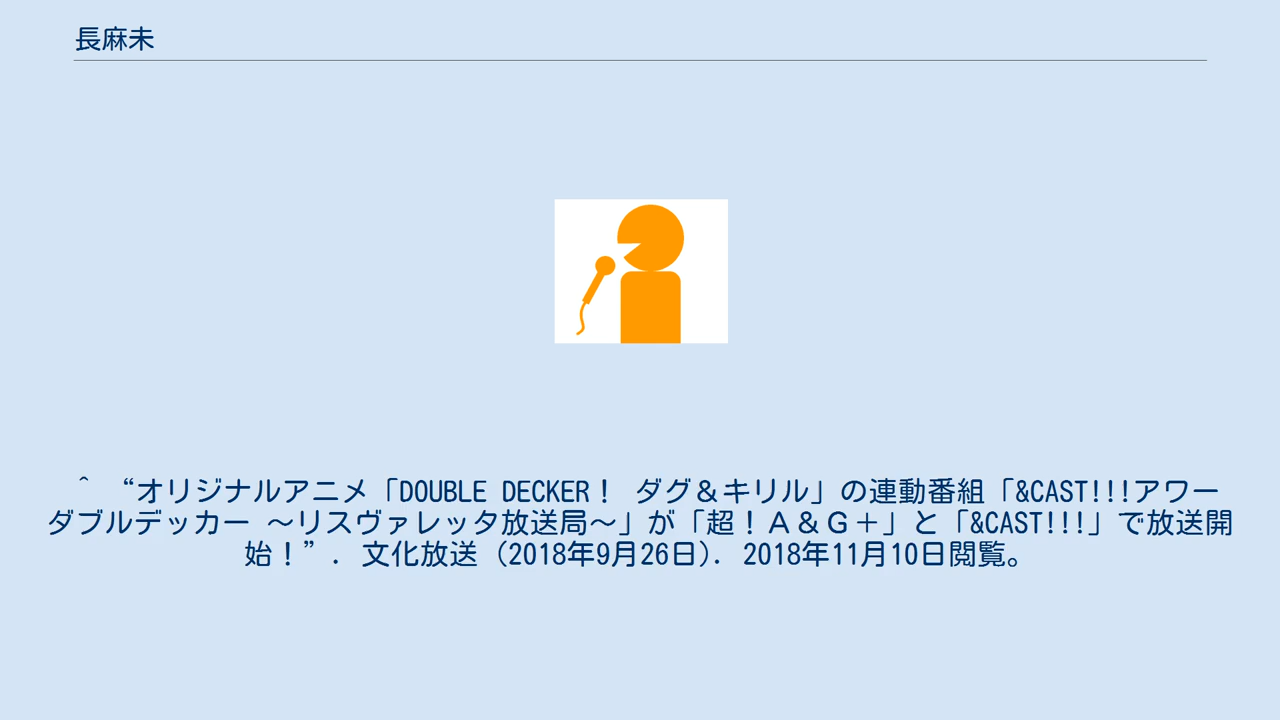 長麻未
^ “オリジナルアニメ「DOUBLE DECKER! ダグ＆キリル」の連動番組「&CAST!!!アワー
ダブルデッカー 〜リスヴァレッタ放送局〜」が「超！Ａ＆Ｇ＋」と「&CAST!!!」で放送開
始！”. 文化放送 (2018年9月26日). 2018年11月10日閲覧。